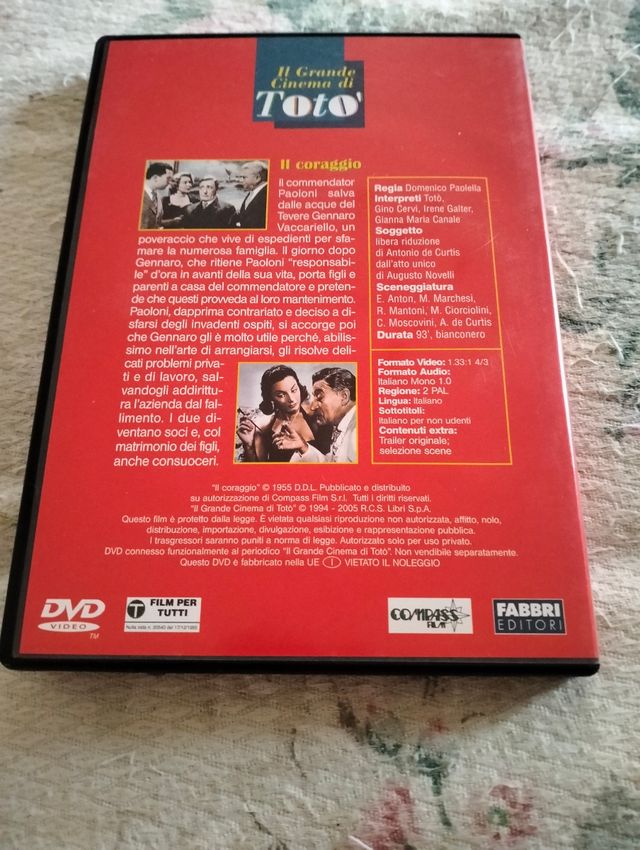 Il Grande
Cinema di
Totò
Il coraggio
Il commendator
Paoloni salva
dalle acque del
Tevere Gennaro
Vaccariello, un
poveraccio che vive di espedienti per sfa-
mare la numerosa famiglia. Il giorno dopo
Gennaro, che ritiene Paoloni "responsabi-
le" d'ora in avanti della sua vita, porta figli e
parenti a casa del commendatore e preten-
de che questi provveda al loro mantenimento.
Paoloni, dapprima contrariato e deciso a di-
sfarsi degli invadenti ospiti, si accorge poi
che Gennaro gli è molto utile perché, abilis-
simo nell'arte di arrangiarsi, gli risolve deli-
cati problemi priva-
ti e di lavoro, sal-
vandogli addirittu-
ra l'azienda dal fal-
limento. I due di-
ventano soci e, col
matrimonio dei figli,
anche consuoceri.
Regia Domenico Paolella
Interpreti Totò,
Gino Cervi, Irene Galter,
Gianna Maria Canale
Soggetto
libera riduzione
di Antonio de Curtis
dall'atto unico
di Augusto Novelli
Sceneggiatura
E. Anton, M. Marchesi,
R. Mantoni, M. Ciorciolini,
C. Moscovini, A. de Curtis
Durata 93', bianconero
Formato Video: 1.33:1 4/3
Formato Audio:
Italiano Mono 1.0
Regione: 2 PAL
Lingua: Italiano
Sottotitoli:
Italiano per non udenti
Contenuti extra:
Trailer originale;
selezione scene
"Il coraggio" © 1955 D.D.L. Pubblicato e distribuito
su autorizzazione di Compass Film S.r.l. Tutti i diritti riservati.
"Il Grande Cinema di Totò" © 1994 - 2005 R.C.S. Libri S.p.A.
Questo film è protetto dalla legge. È vietata qualsiasi riproduzione non autorizzata, affitto, nolo,
distribuzione, importazione, divulgazione, esibizione e rappresentazione pubblica.
I trasgressori saranno puniti a norma di legge. Autorizzato solo per uso privato.
DVD connesso funzionalmente al periodico "Il Grande Cinema di Totò". Non vendibile separatamente.
Questo DVD è fabbricato nella UE I VIETATO IL NOLEGGIO
DVD
VIDEO
TM
T
FILM PER
TUTTI
Nulla osta n. 20540 del 17/12/1955
COMPASS
FILM
FABBRI
EDITORI